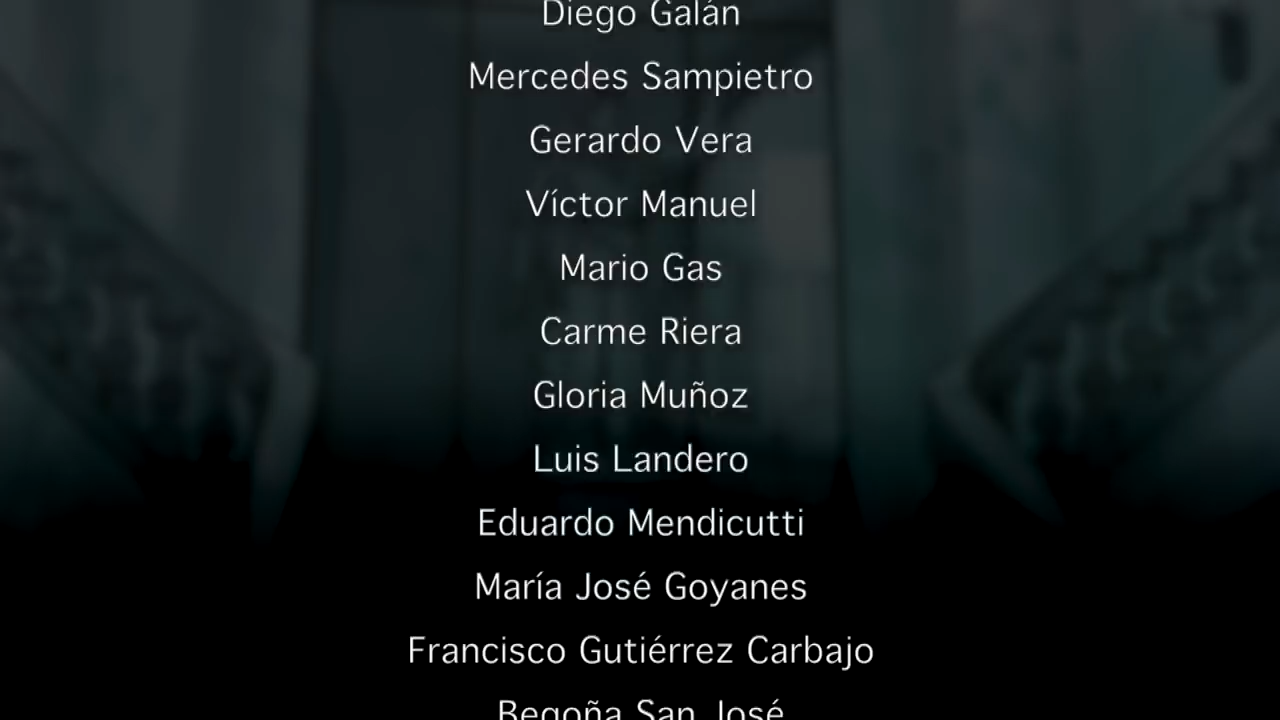 Diego Galán
Mercedes Sampietro
Gerardo Vera
Víctor Manuel
Mario Gas
Carme Riera
Gloria Muñoz
Luis Landero
Eduardo Mendicutti
María José Goyanes
Francisco Gutiérrez Carbajo
Begoña San José